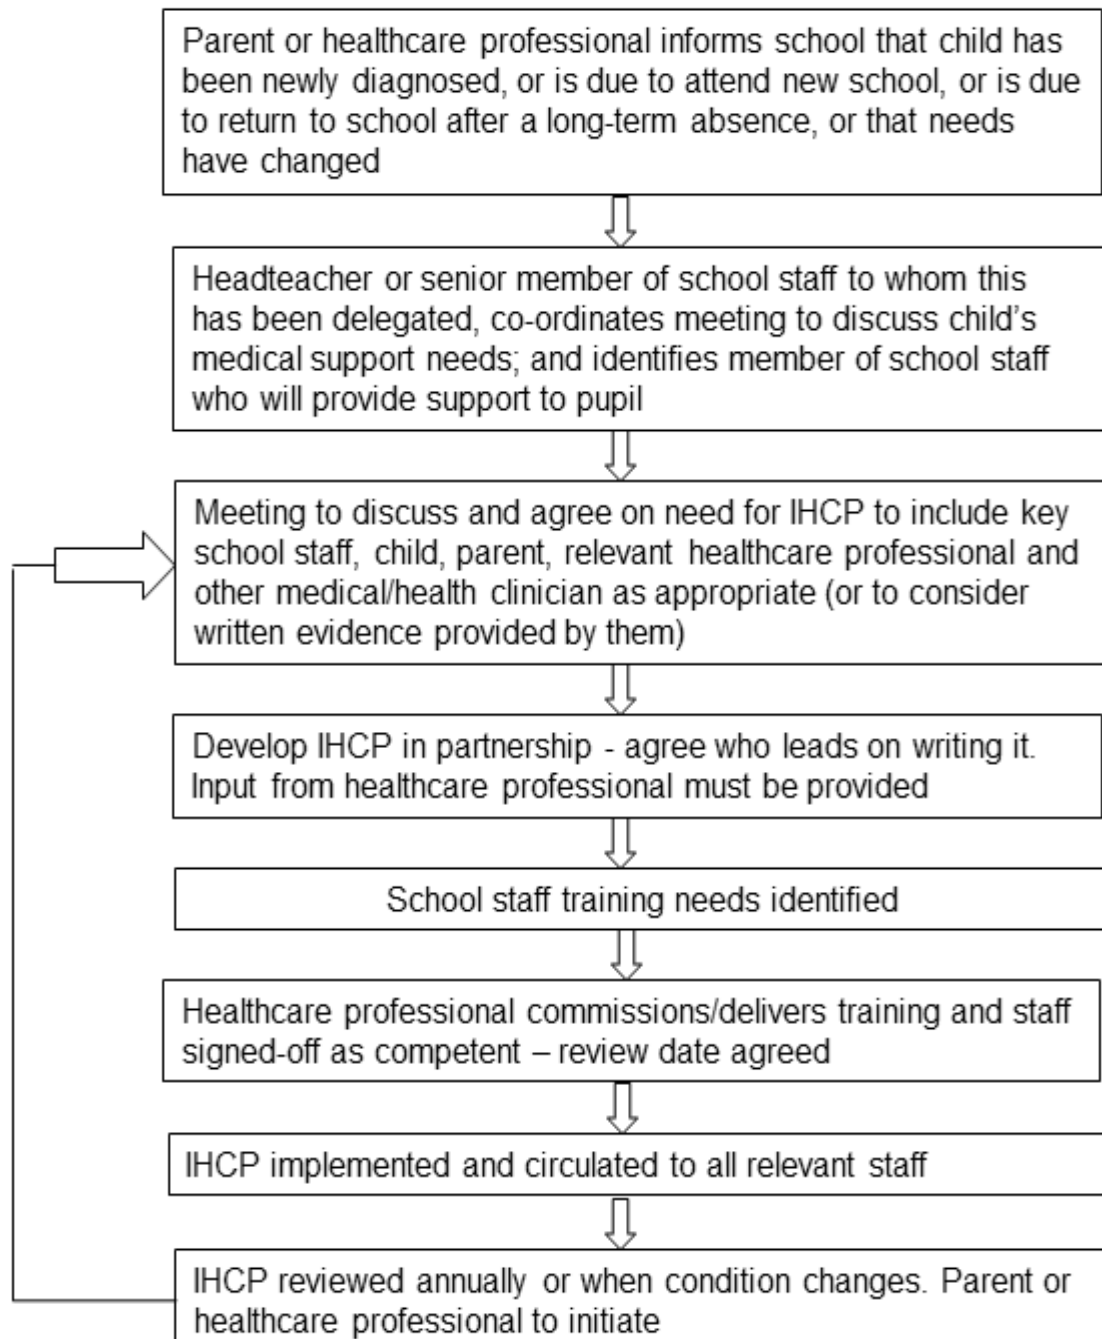 Parent or healthcare professional informs school that child has
been newly diagnosed, or is due to attend new school, or is due
to return to school after a long-term absence, or that needs
have changed
Headteacher or senior member of school staff to whom this
has been delegated, co-ordinates meeting to discuss child's
medical support needs; and identifies member of school staff
who will provide support to pupil
Meeting to discuss and agree on need for IHCP to include key
school staff, child, parent, relevant healthcare professional and
other medical/health clinician as appropriate (or to consider
written evidence provided by them)
Develop IHCP in partnership - agree who leads on writing it.
Input from healthcare professional must be provided
School staff training needs identified
Healthcare professional commissions/delivers training and staff
signed-off as competent – review date agreed
IHCP implemented and circulated to all relevant staff
IHCP reviewed annually or when condition changes. Parent or
healthcare professional to initiate